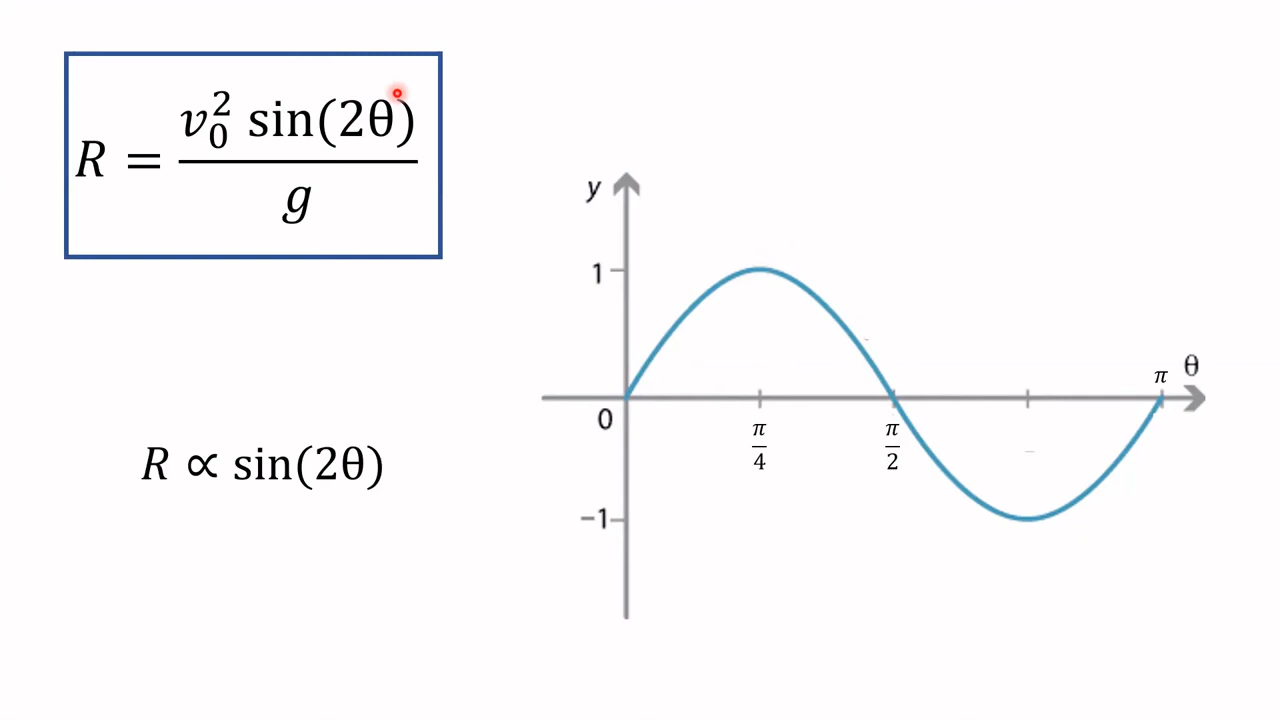 R = v₀² sin(2θ) / g
y
1
π θ
0
π/4 π/2
R ∝ sin(2θ)
−1